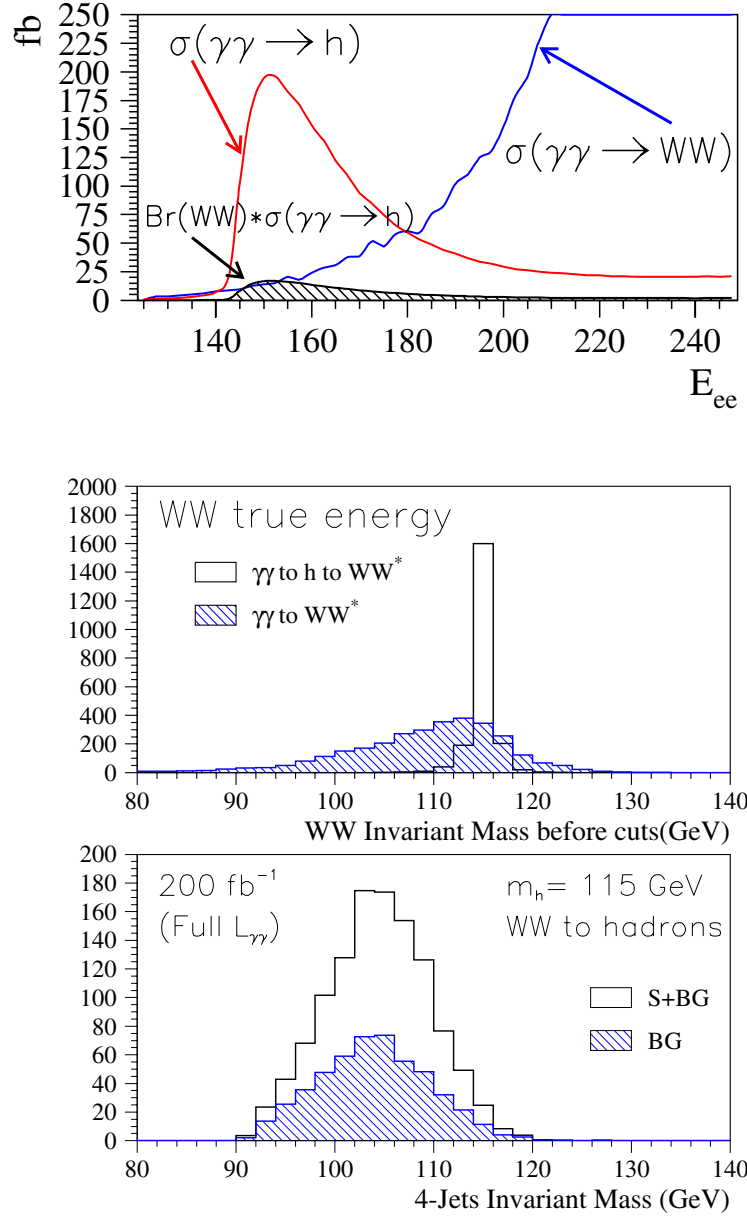 fb
250
225
200
175
150
125
100
75
50
25
0
σ(γγ → h)
σ(γγ → WW)
Br(WW)*σ(γγ → h)
140 160 180 200 220 240
E_ee
2000
1800
1600
1400
1200
1000
800
600
400
200
0
WW true energy
γγ to h to WW*
γγ to WW*
80 90 100 110 120 130 140
WW Invariant Mass before cuts(GeV)
200
180
160
140
120
100
80
60
40
20
0
200 fb⁻¹
(Full L_γγ)
m_h= 115 GeV
WW to hadrons
S+BG
BG
80 90 100 110 120 130 140
4-Jets Invariant Mass (GeV)